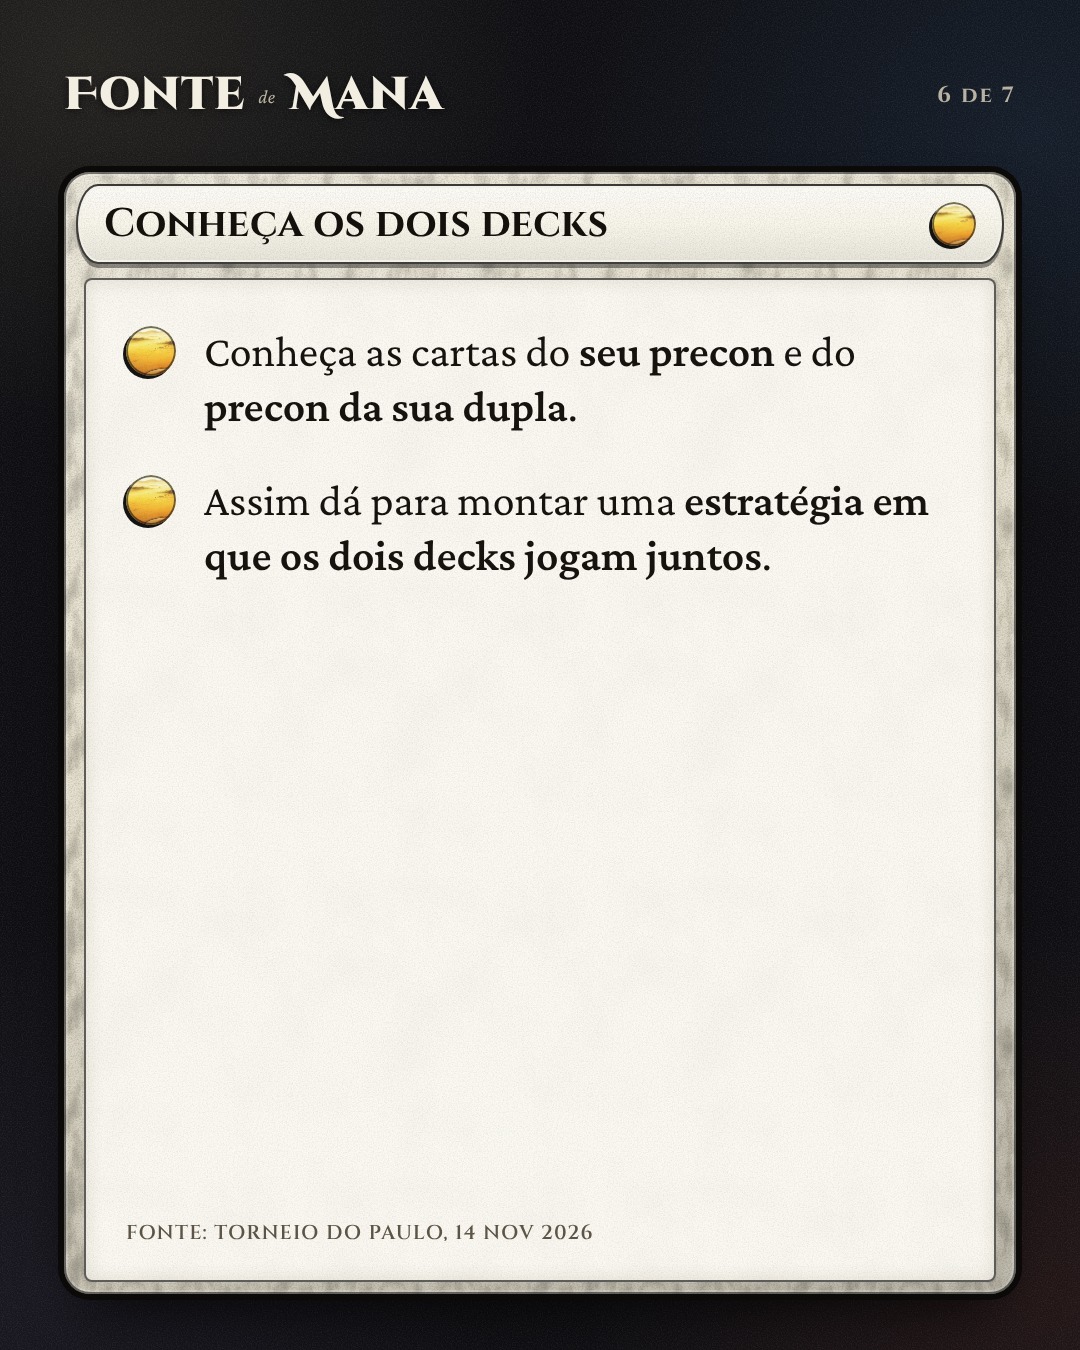 Fonte de Mana
6 de 7
Conheça os dois decks
Conheça as cartas do seu precon e do
precon da sua dupla.
Assim dá para montar uma estratégia em
que os dois decks jogam juntos.
FONTE: TORNEIO DO PAULO, 14 NOV 2026